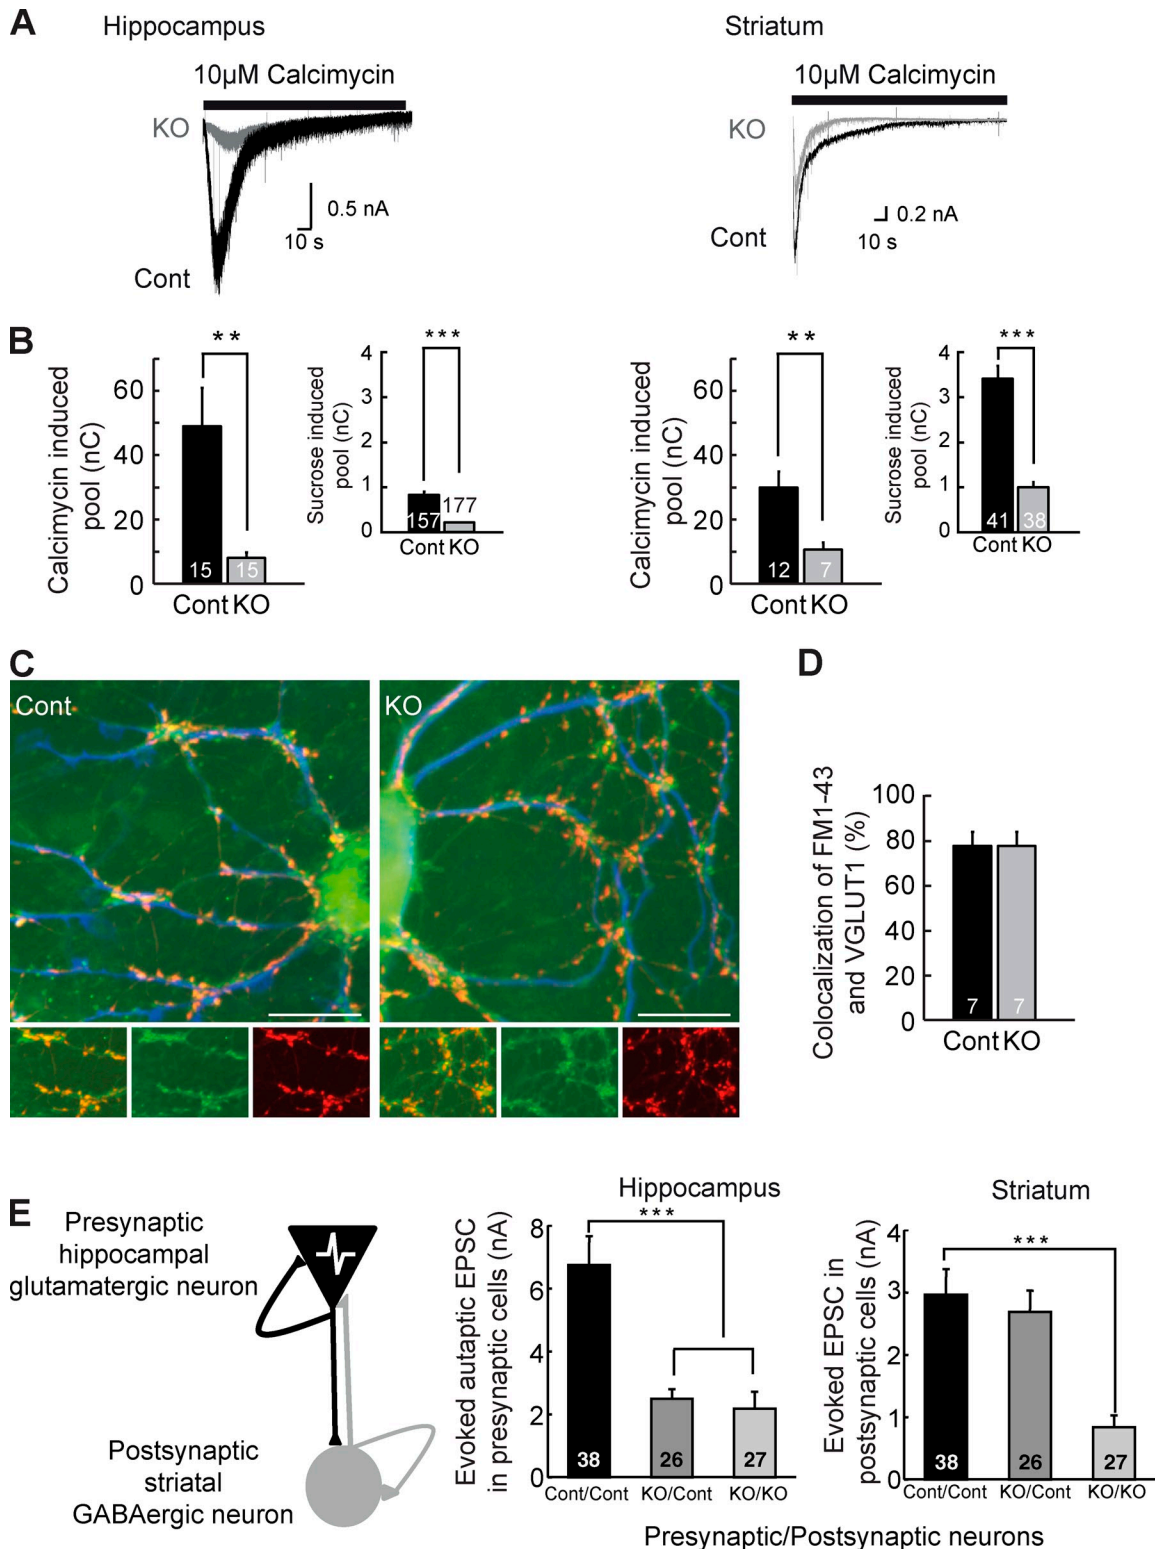 A
Hippocampus
Striatum
10µM Calcimycin
10µM Calcimycin
KO
KO
0.5 nA
10 s
Cont
0.2 nA
10 s
Cont
B
**
Calcimycin induced
pool (nC)
60
40
20
0
15
15
Cont KO
***
Sucrose induced
pool (nC)
4
3
2
1
0
157
177
Cont KO
**
Calcimycin induced
pool (nC)
60
40
20
0
12
7
Cont KO
***
Sucrose induced
pool (nC)
4
3
2
1
0
41
38
Cont KO
C
Cont
KO
D
Colocalization of FM1-43
and VGLUT1 (%)
100
80
60
40
20
0
7
7
Cont KO
E
Presynaptic
hippocampal
glutamatergic neuron
Postsynaptic
striatal
GABAergic neuron
Hippocampus
***
Evoked autaptic EPSC
in presynaptic cells (nA)
8
6
4
2
0
38
26
27
Cont/Cont
KO/Cont
KO/KO
Striatum
***
Evoked EPSC in
postsynaptic cells (nA)
4
3
2
1
0
38
26
27
Cont/Cont
KO/Cont
KO/KO
Presynaptic/Postsynaptic neurons